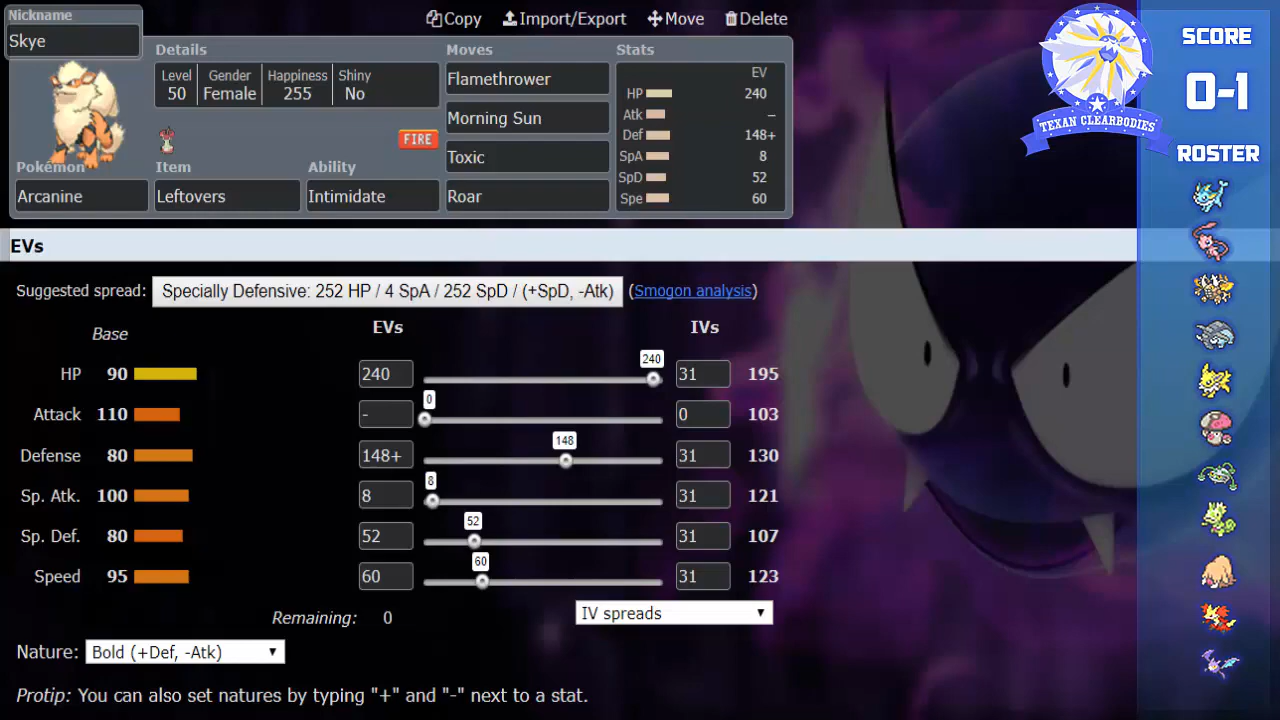 Nickname
Skye
Copy Import/Export Move Delete
Details
Level Gender Happiness Shiny
50 Female 255 No
FIRE
Pokémon Item Ability
Arcanine Leftovers Intimidate
Moves
Flamethrower
Morning Sun
Toxic
Roar
Stats
EV
HP 240
Atk –
Def 148+
SpA 8
SpD 52
Spe 60
TEXAN CLEARBODIES
SCORE
0-1
ROSTER
EVs
Suggested spread: Specially Defensive: 252 HP / 4 SpA / 252 SpD / (+SpD, -Atk) (Smogon analysis)
Base EVs IVs
HP 90 240 240 31 195
Attack 110 - 0 0 103
Defense 80 148+ 148 31 130
Sp. Atk. 100 8 8 31 121
Sp. Def. 80 52 52 31 107
Speed 95 60 60 31 123
Remaining: 0 IV spreads
Nature: Bold (+Def, -Atk)
Protip: You can also set natures by typing "+" and "-" next to a stat.